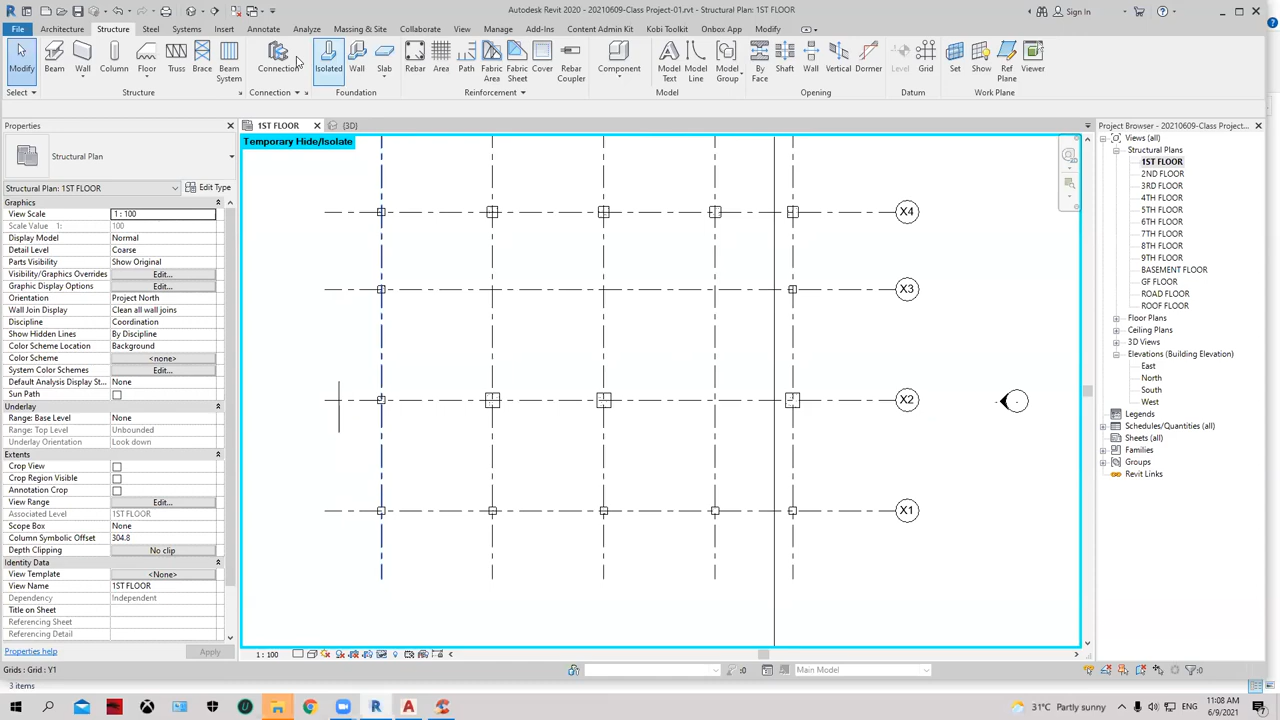 Autodesk Revit 2020 - 20210609-Class Project-01.rvt - Structural Plan: 1ST FLOOR
Sign In
File Architecture Structure Steel Systems Insert Annotate Analyze Massing & Site Collaborate View Manage Add-Ins Content Admin Kit Kobi Toolkit Onbox App Modify
Modify Beam Wall Column Floor Truss Brace Beam System Connection Isolated Wall Slab Rebar Area Path Fabric Area Fabric Sheet Cover Rebar Coupler Component Model Text Model Line Model Group By Face Shaft Wall Vertical Dormer Level Grid Set Show Ref Plane Viewer
Select Structure Connection Foundation Reinforcement Model Opening Datum Work Plane
Properties
1ST FLOOR
{3D}
Project Browser - 20210609-Class Project...
Structural Plan
Structural Plan: 1ST FLOOR
Edit Type
Graphics
View Scale 1 : 100
Scale Value 1: 100
Display Model Normal
Detail Level Coarse
Parts Visibility Show Original
Visibility/Graphics Overrides Edit...
Graphic Display Options Edit...
Orientation Project North
Wall Join Display Clean all wall joins
Discipline Coordination
Show Hidden Lines By Discipline
Color Scheme Location Background
Color Scheme <none>
System Color Schemes Edit...
Default Analysis Display St... None
Sun Path
Underlay
Range: Base Level None
Range: Top Level Unbounded
Underlay Orientation Look down
Extents
Crop View
Crop Region Visible
Annotation Crop
View Range Edit...
Associated Level 1ST FLOOR
Scope Box None
Column Symbolic Offset 304.8
Depth Clipping No clip
Identity Data
View Template <None>
View Name 1ST FLOOR
Dependency Independent
Title on Sheet
Referencing Sheet
Referencing Detail
Properties help
Apply
Temporary Hide/Isolate
X4
X3
X2
X1
1 : 100
Views (all)
Structural Plans
1ST FLOOR
2ND FLOOR
3RD FLOOR
4TH FLOOR
5TH FLOOR
6TH FLOOR
7TH FLOOR
8TH FLOOR
9TH FLOOR
BASEMENT FLOOR
GF FLOOR
ROAD FLOOR
ROOF FLOOR
Floor Plans
Ceiling Plans
3D Views
Elevations (Building Elevation)
East
North
South
West
Legends
Schedules/Quantities (all)
Sheets (all)
Families
Groups
Revit Links
Grids : Grid : Y1
:0
Main Model
:0
3 items
31°C Partly sunny
ENG
11:08 AM
6/9/2021